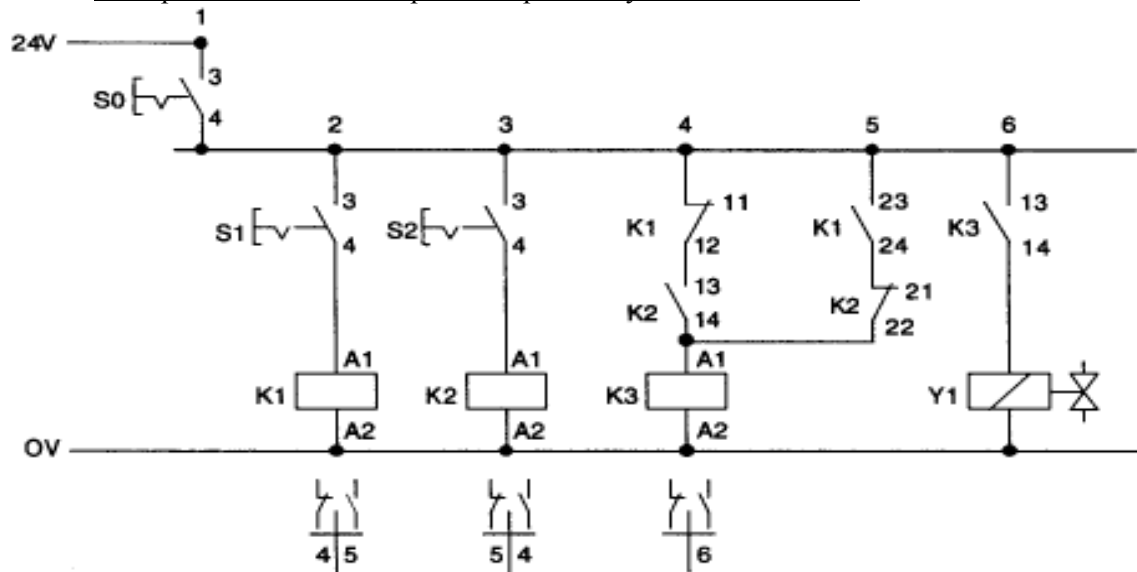 1
24V
3
S0
4
2 3 4 5 6
3 3 11 23 13
S1 S2 K1 K1 K3
4 4 12 24 14
13 21
K2 K2
14 22
A1 A1 A1
K1 K2 K3 Y1
A2 A2 A2
0V
4 5 5 4 6